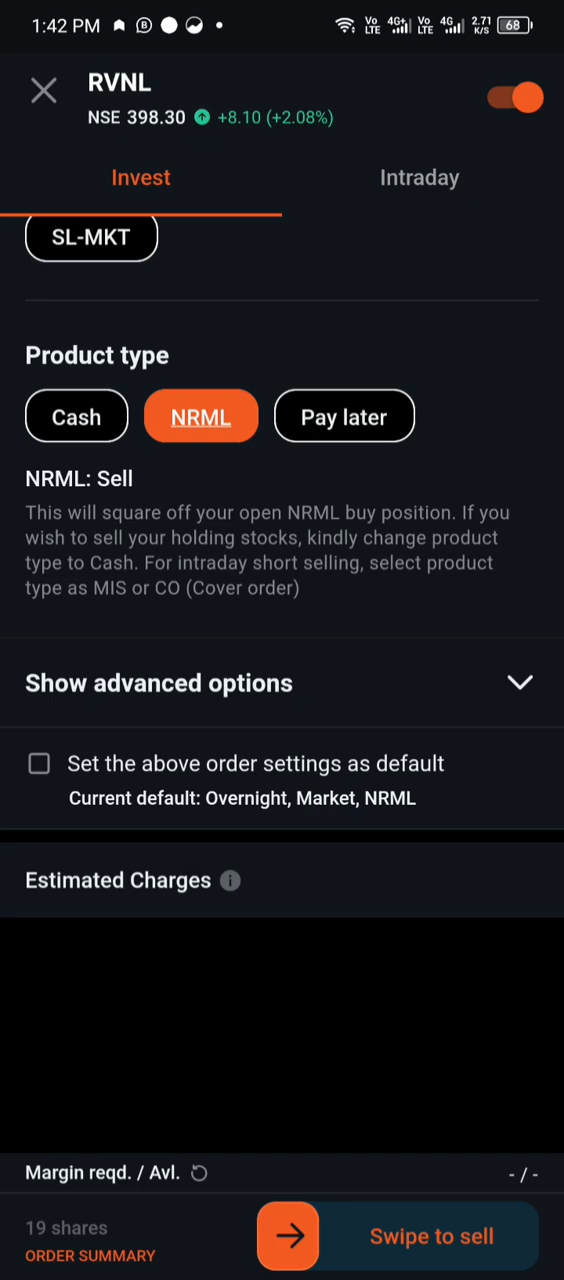 1:42 PM
Vo LTE 4G+ Vo LTE 4G 2.71 K/S 68
RVNL
NSE 398.30 +8.10 (+2.08%)
Invest
Intraday
SL-MKT
Product type
Cash
NRML
Pay later
NRML: Sell
This will square off your open NRML buy position. If you
wish to sell your holding stocks, kindly change product
type to Cash. For intraday short selling, select product
type as MIS or CO (Cover order)
Show advanced options
Set the above order settings as default
Current default: Overnight, Market, NRML
Estimated Charges
Margin reqd. / Avl.
- / -
19 shares
ORDER SUMMARY
Swipe to sell